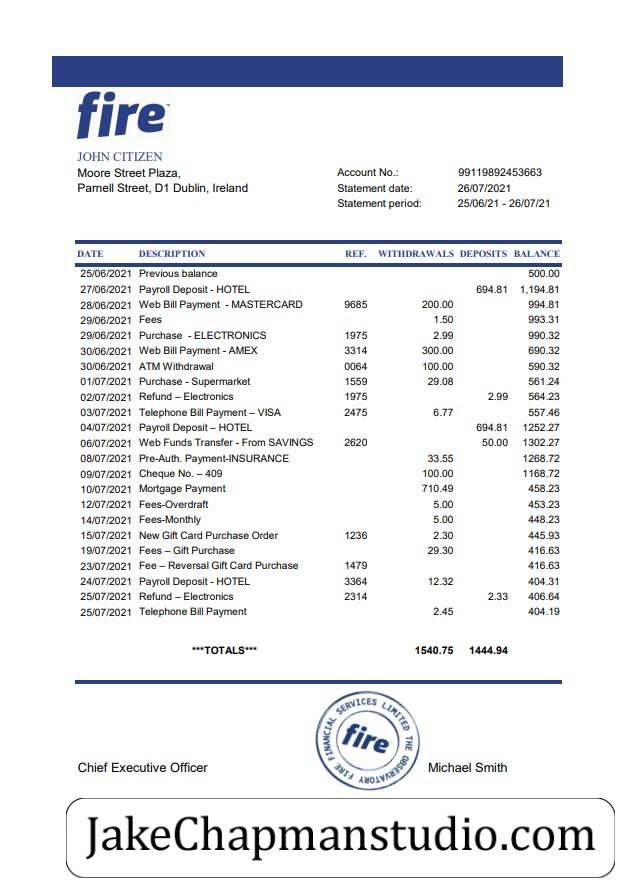 fire™
JOHN CITIZEN
Moore Street Plaza,
Parnell Street, D1 Dublin, Ireland
Account No.: 99119892453663
Statement date: 26/07/2021
Statement period: 25/06/21 - 26/07/21
DATE DESCRIPTION REF. WITHDRAWALS DEPOSITS BALANCE
25/06/2021 Previous balance 500.00
27/06/2021 Payroll Deposit - HOTEL 694.81 1,194.81
28/06/2021 Web Bill Payment - MASTERCARD 9685 200.00 994.81
29/06/2021 Fees 1.50 993.31
29/06/2021 Purchase - ELECTRONICS 1975 2.99 990.32
30/06/2021 Web Bill Payment - AMEX 3314 300.00 690.32
30/06/2021 ATM Withdrawal 0064 100.00 590.32
01/07/2021 Purchase - Supermarket 1559 29.08 561.24
02/07/2021 Refund – Electronics 1975 2.99 564.23
03/07/2021 Telephone Bill Payment – VISA 2475 6.77 557.46
04/07/2021 Payroll Deposit – HOTEL 694.81 1252.27
06/07/2021 Web Funds Transfer - From SAVINGS 2620 50.00 1302.27
08/07/2021 Pre-Auth. Payment-INSURANCE 33.55 1268.72
09/07/2021 Cheque No. – 409 100.00 1168.72
10/07/2021 Mortgage Payment 710.49 458.23
12/07/2021 Fees-Overdraft 5.00 453.23
14/07/2021 Fees-Monthly 5.00 448.23
15/07/2021 New Gift Card Purchase Order 1236 2.30 445.93
19/07/2021 Fees – Gift Purchase 29.30 416.63
23/07/2021 Fee – Reversal Gift Card Purchase 1479 416.63
24/07/2021 Payroll Deposit - HOTEL 3364 12.32 404.31
25/07/2021 Refund – Electronics 2314 2.33 406.64
25/07/2021 Telephone Bill Payment 2.45 404.19
***TOTALS*** 1540.75 1444.94
FIRE FINANCIAL SERVICES LIMITED THE OBSERVATORY
fire
Chief Executive Officer Michael Smith
JakeChapmanstudio.com